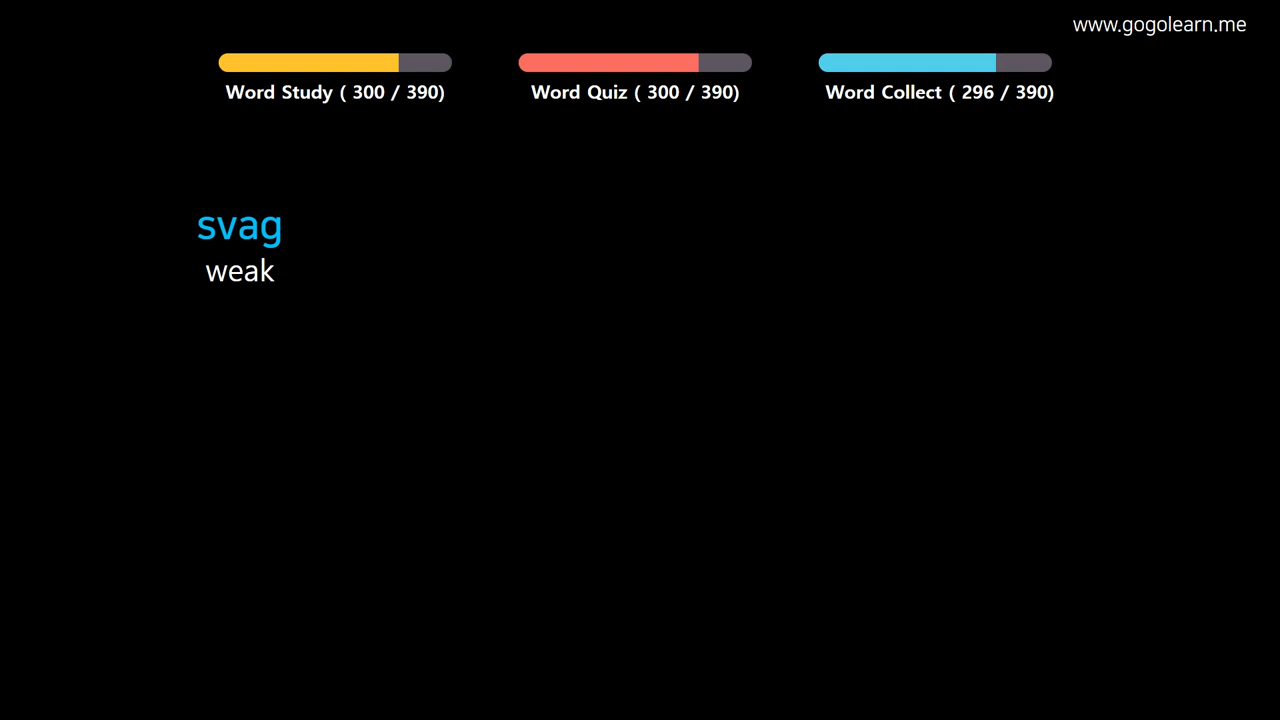 www.gogolearn.me
Word Study ( 300 / 390)
Word Quiz ( 300 / 390)
Word Collect ( 296 / 390)
svag
weak